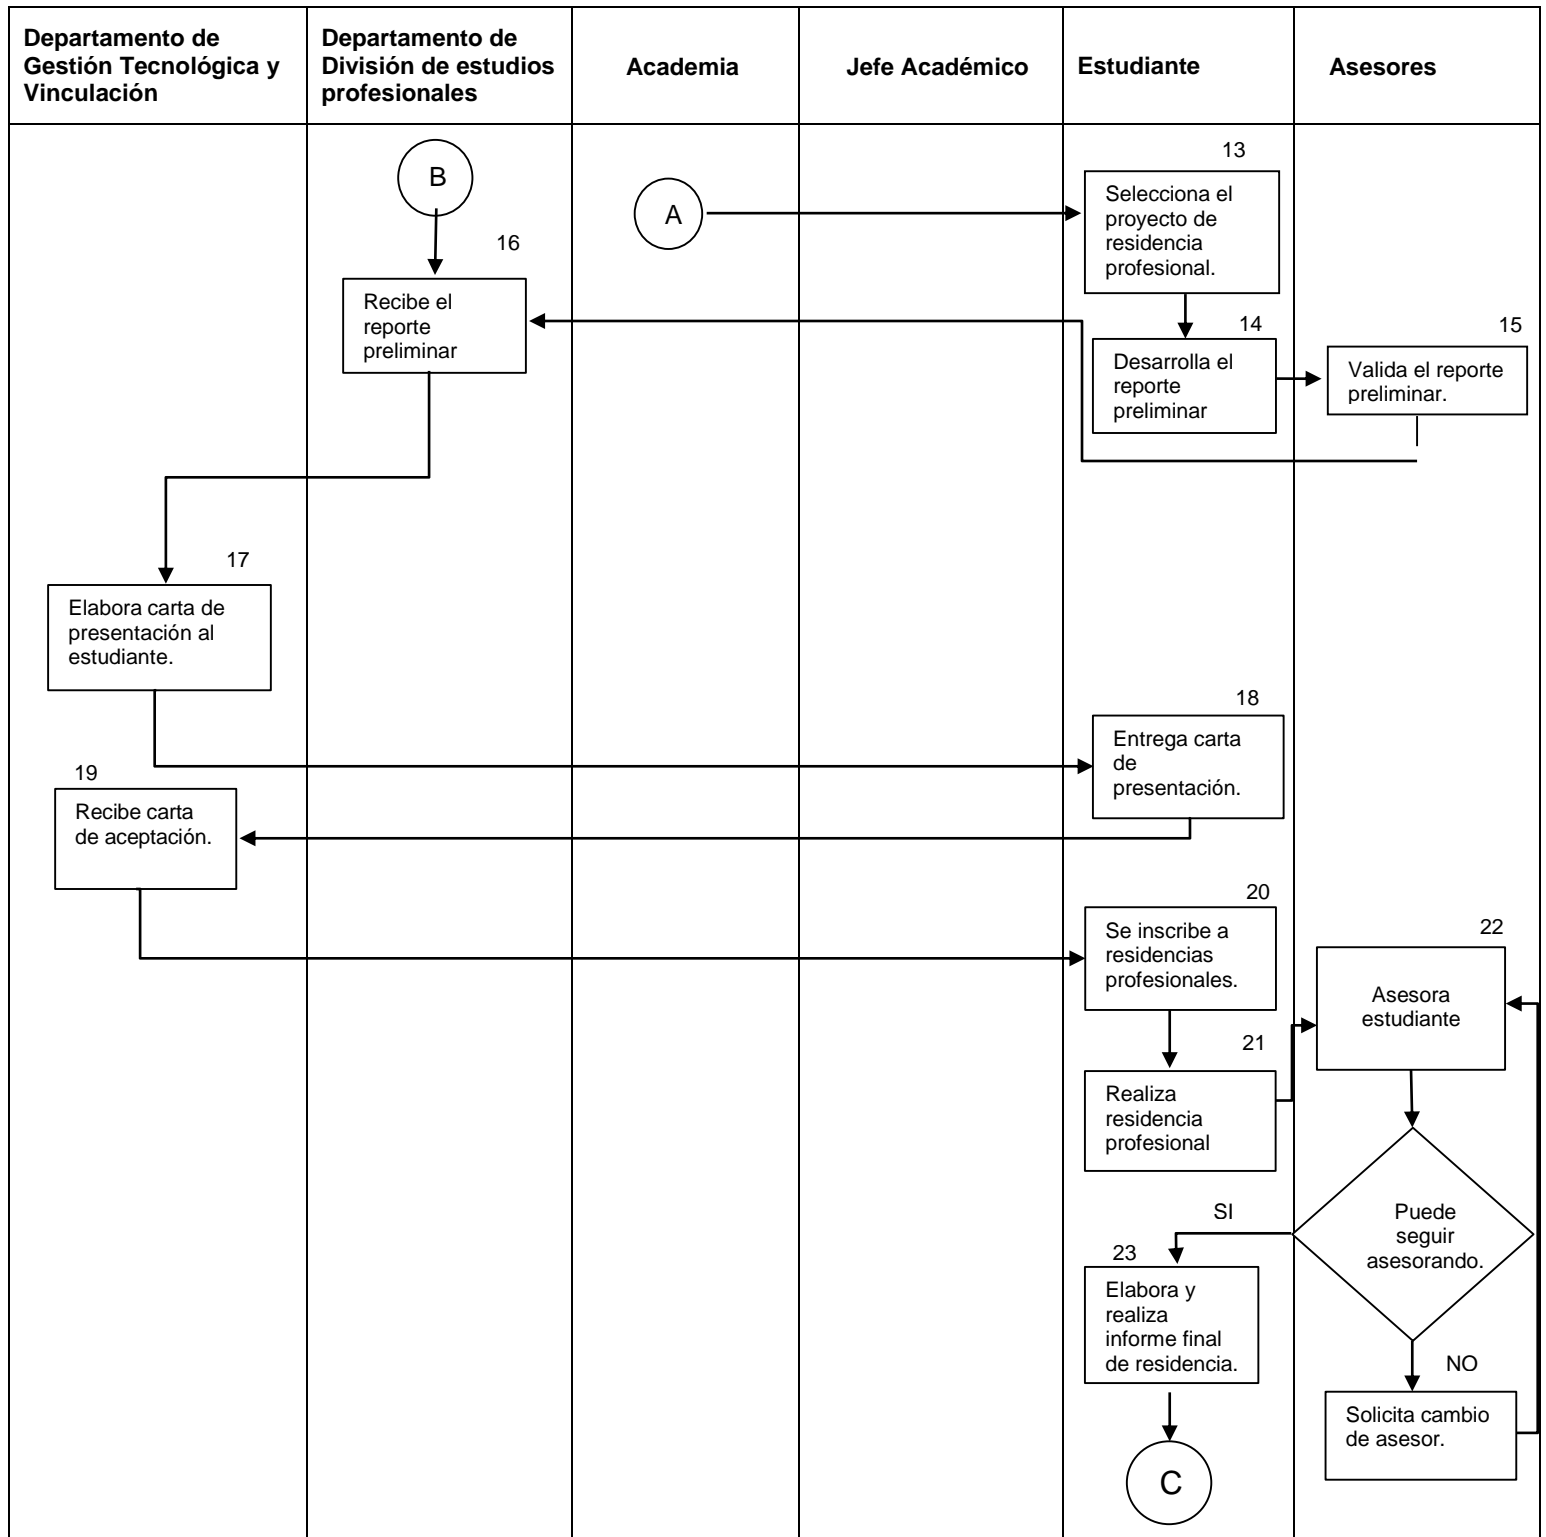 Departamento de
Gestión Tecnológica y
Vinculación
Departamento de
División de estudios
profesionales
Academia
Jefe Académico
Estudiante
Asesores
B
A
13
Selecciona el
proyecto de
residencia
profesional.
16
Recibe el
reporte
preliminar
14
Desarrolla el
reporte
preliminar
15
Valida el reporte
preliminar.
17
Elabora carta de
presentación al
estudiante.
18
Entrega carta
de
presentación.
19
Recibe carta
de aceptación.
20
Se inscribe a
residencias
profesionales.
21
Realiza
residencia
profesional
22
Asesora
estudiante
Puede
seguir
asesorando.
SI
23
Elabora y
realiza
informe final
de residencia.
NO
Solicita cambio
de asesor.
C